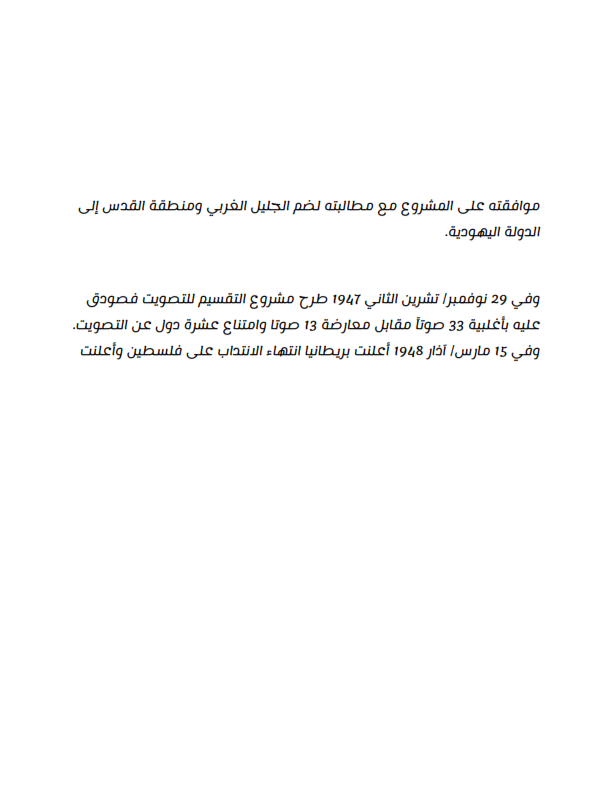 موافقته على المشروع مع مطالبته لضم الجليل الغربي ومنطقة القدس إلى
الدولة اليهودية.
وفي 29 نوفمبر/ تشرين الثاني 1947 طرح مشروع التقسيم للتصويت فصودق
عليه بأغلبية 33 صوتاً مقابل معارضة 13 صوتا وامتناع عشرة دول عن التصويت.
وفي 15 مارس/ آذار 1948 أعلنت بريطانيا انتهاء الانتداب على فلسطين وأعلنت